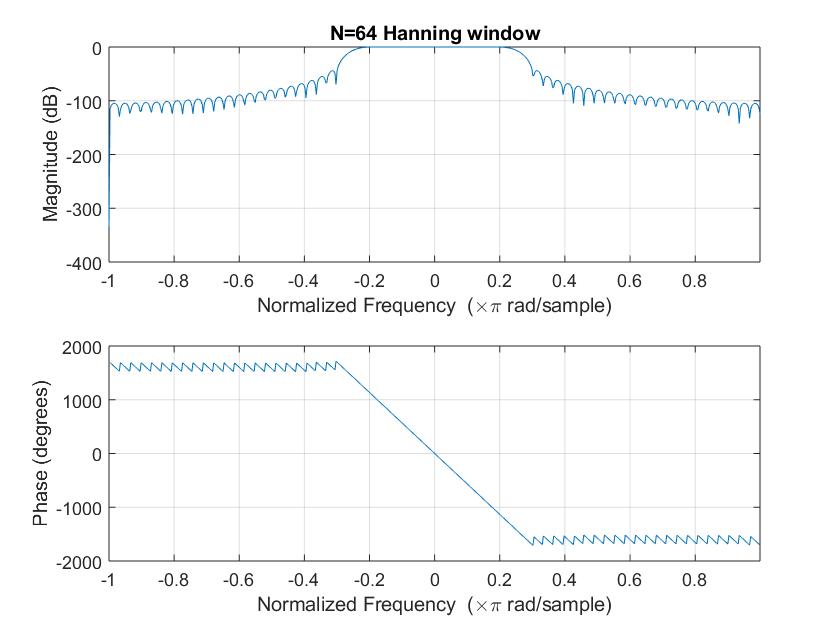 N=64 Hanning window
Magnitude (dB)
0
-100
-200
-300
-400
-1 -0.8 -0.6 -0.4 -0.2 0 0.2 0.4 0.6 0.8
Normalized Frequency (×π rad/sample)
Phase (degrees)
2000
1000
0
-1000
-2000
-1 -0.8 -0.6 -0.4 -0.2 0 0.2 0.4 0.6 0.8
Normalized Frequency (×π rad/sample)